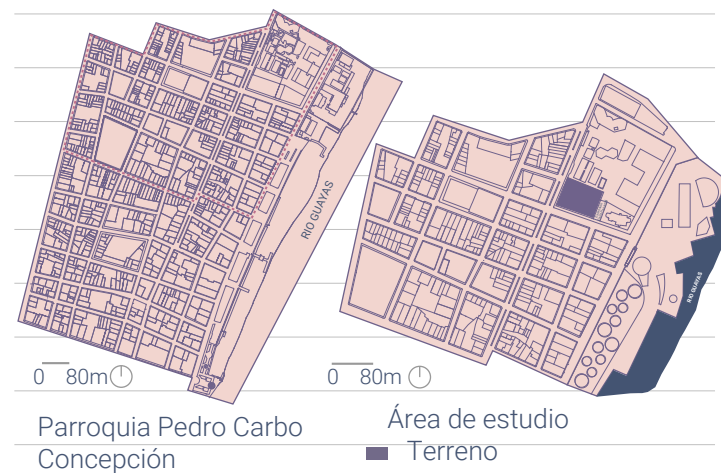 RIO GUAYAS
RIO GUAYAS
0 80m
0 80m
Parroquia Pedro Carbo
Concepción
Área de estudio
Terreno